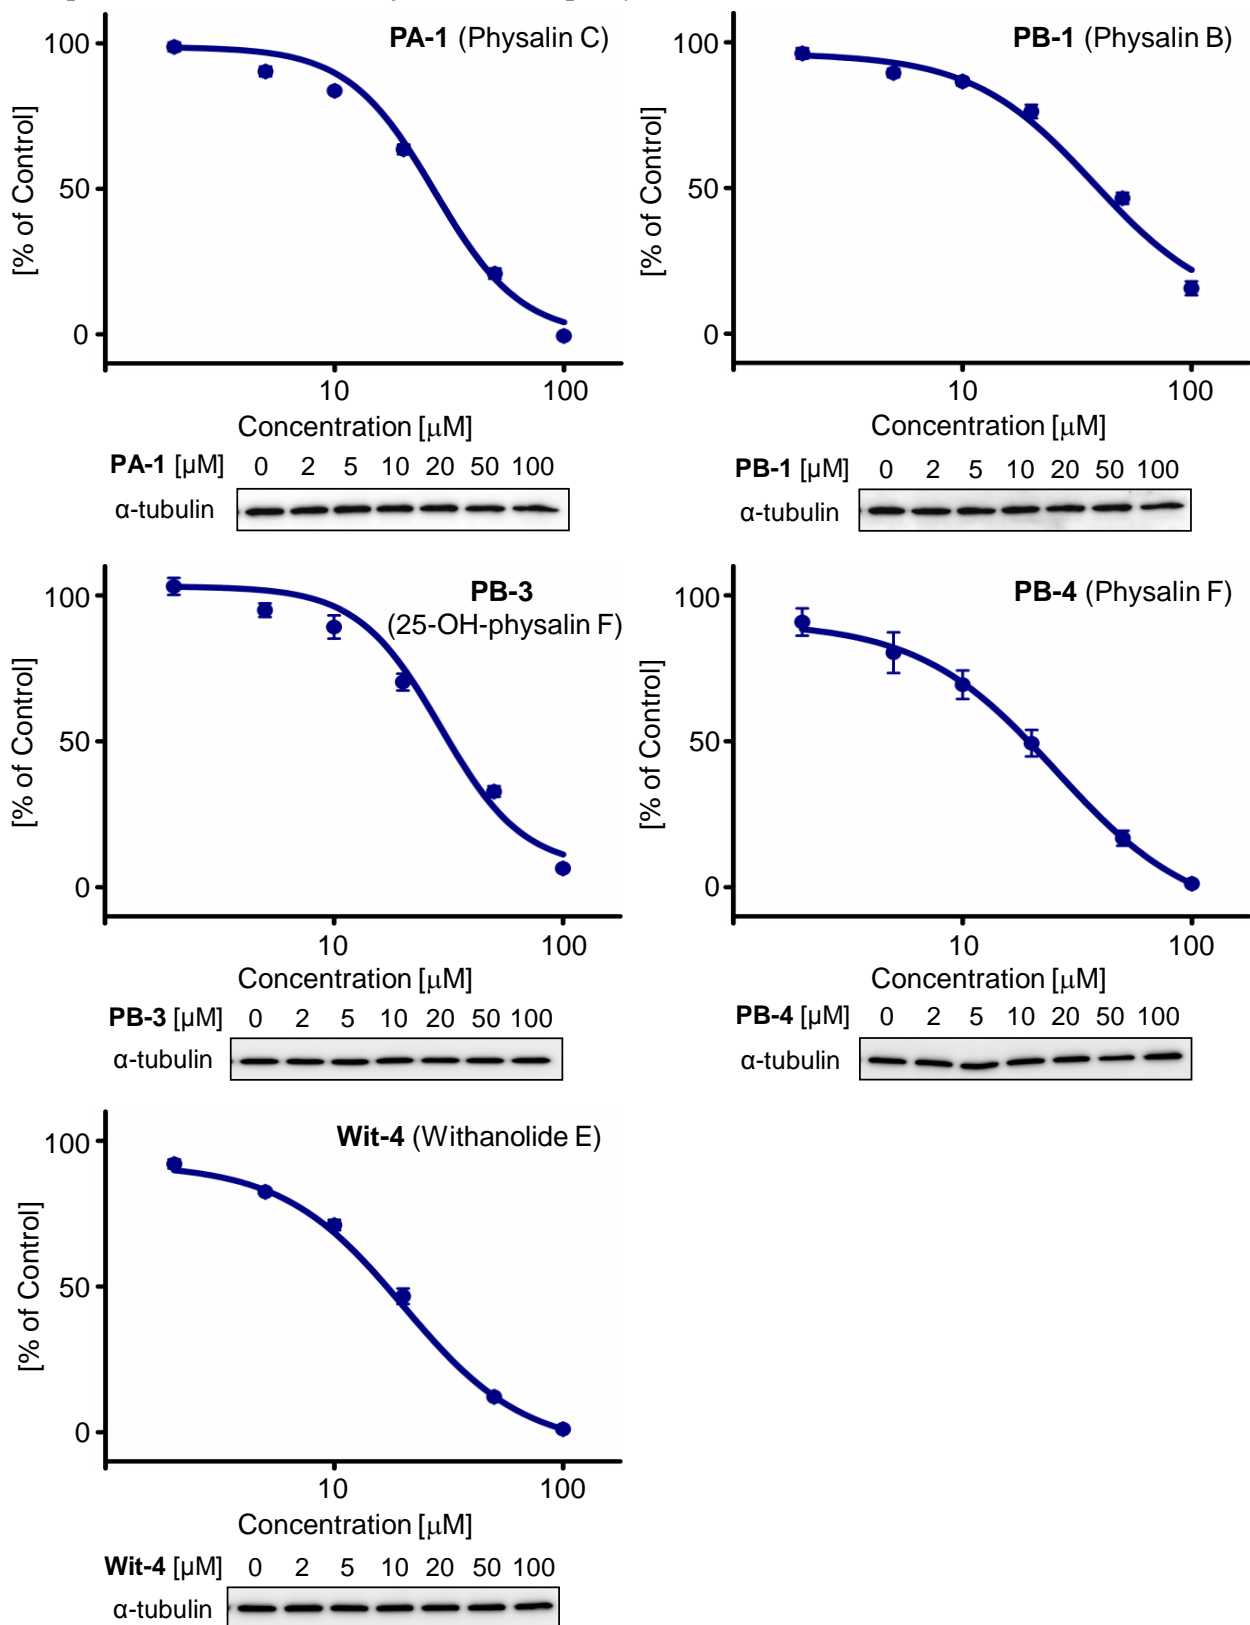 PA-1 (Physalin C)
100
50
0
[% of Control]
10 100
Concentration [μM]
PA-1 [µM] 0 2 5 10 20 50 100
α-tubulin
PB-1 (Physalin B)
100
50
0
[% of Control]
10 100
Concentration [μM]
PB-1 [µM] 0 2 5 10 20 50 100
α-tubulin
PB-3
(25-OH-physalin F)
100
50
0
[% of Control]
10 100
Concentration [μM]
PB-3 [µM] 0 2 5 10 20 50 100
α-tubulin
PB-4 (Physalin F)
100
50
0
[% of Control]
10 100
Concentration [μM]
PB-4 [µM] 0 2 5 10 20 50 100
α-tubulin
Wit-4 (Withanolide E)
100
50
0
[% of Control]
10 100
Concentration [μM]
Wit-4 [µM] 0 2 5 10 20 50 100
α-tubulin